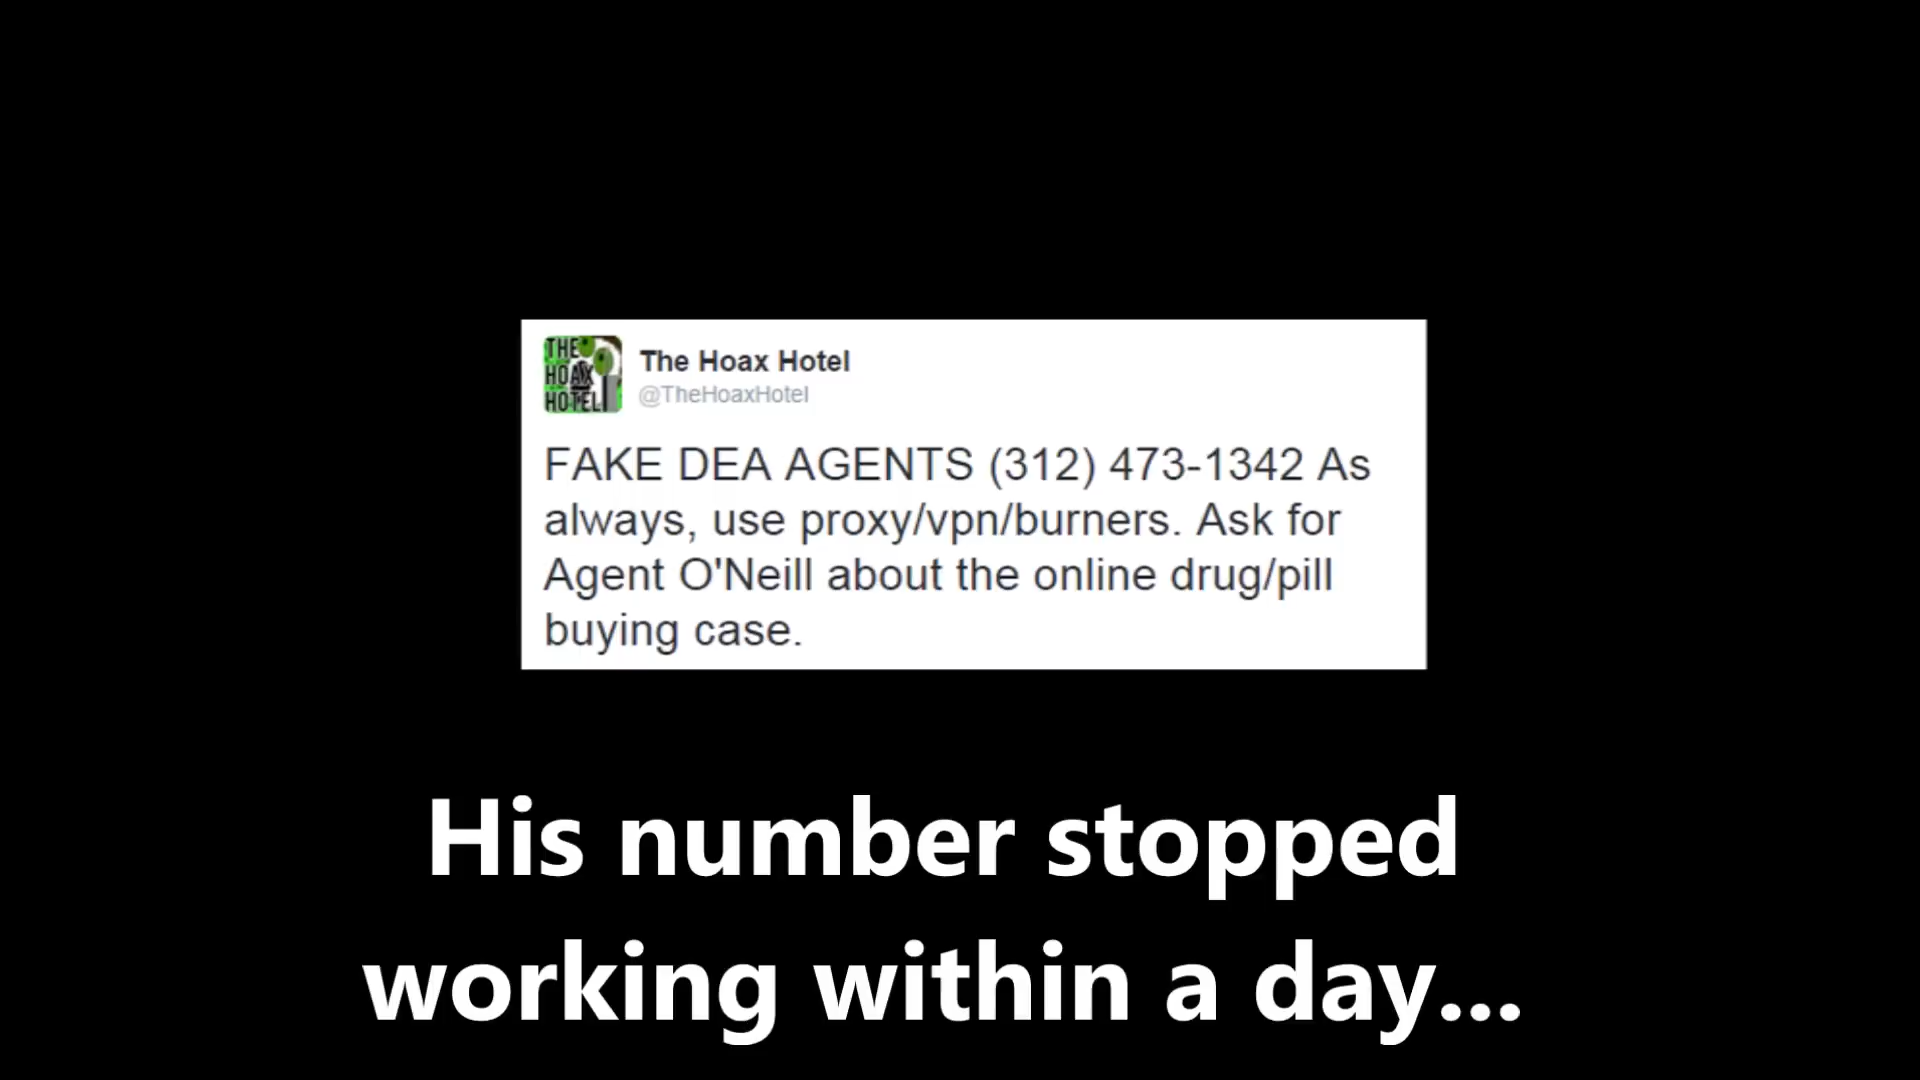 THE
HOAX
HOTEL
The Hoax Hotel
@TheHoaxHotel
FAKE DEA AGENTS (312) 473-1342 As
always, use proxy/vpn/burners. Ask for
Agent O'Neill about the online drug/pill
buying case.
His number stopped
working within a day...